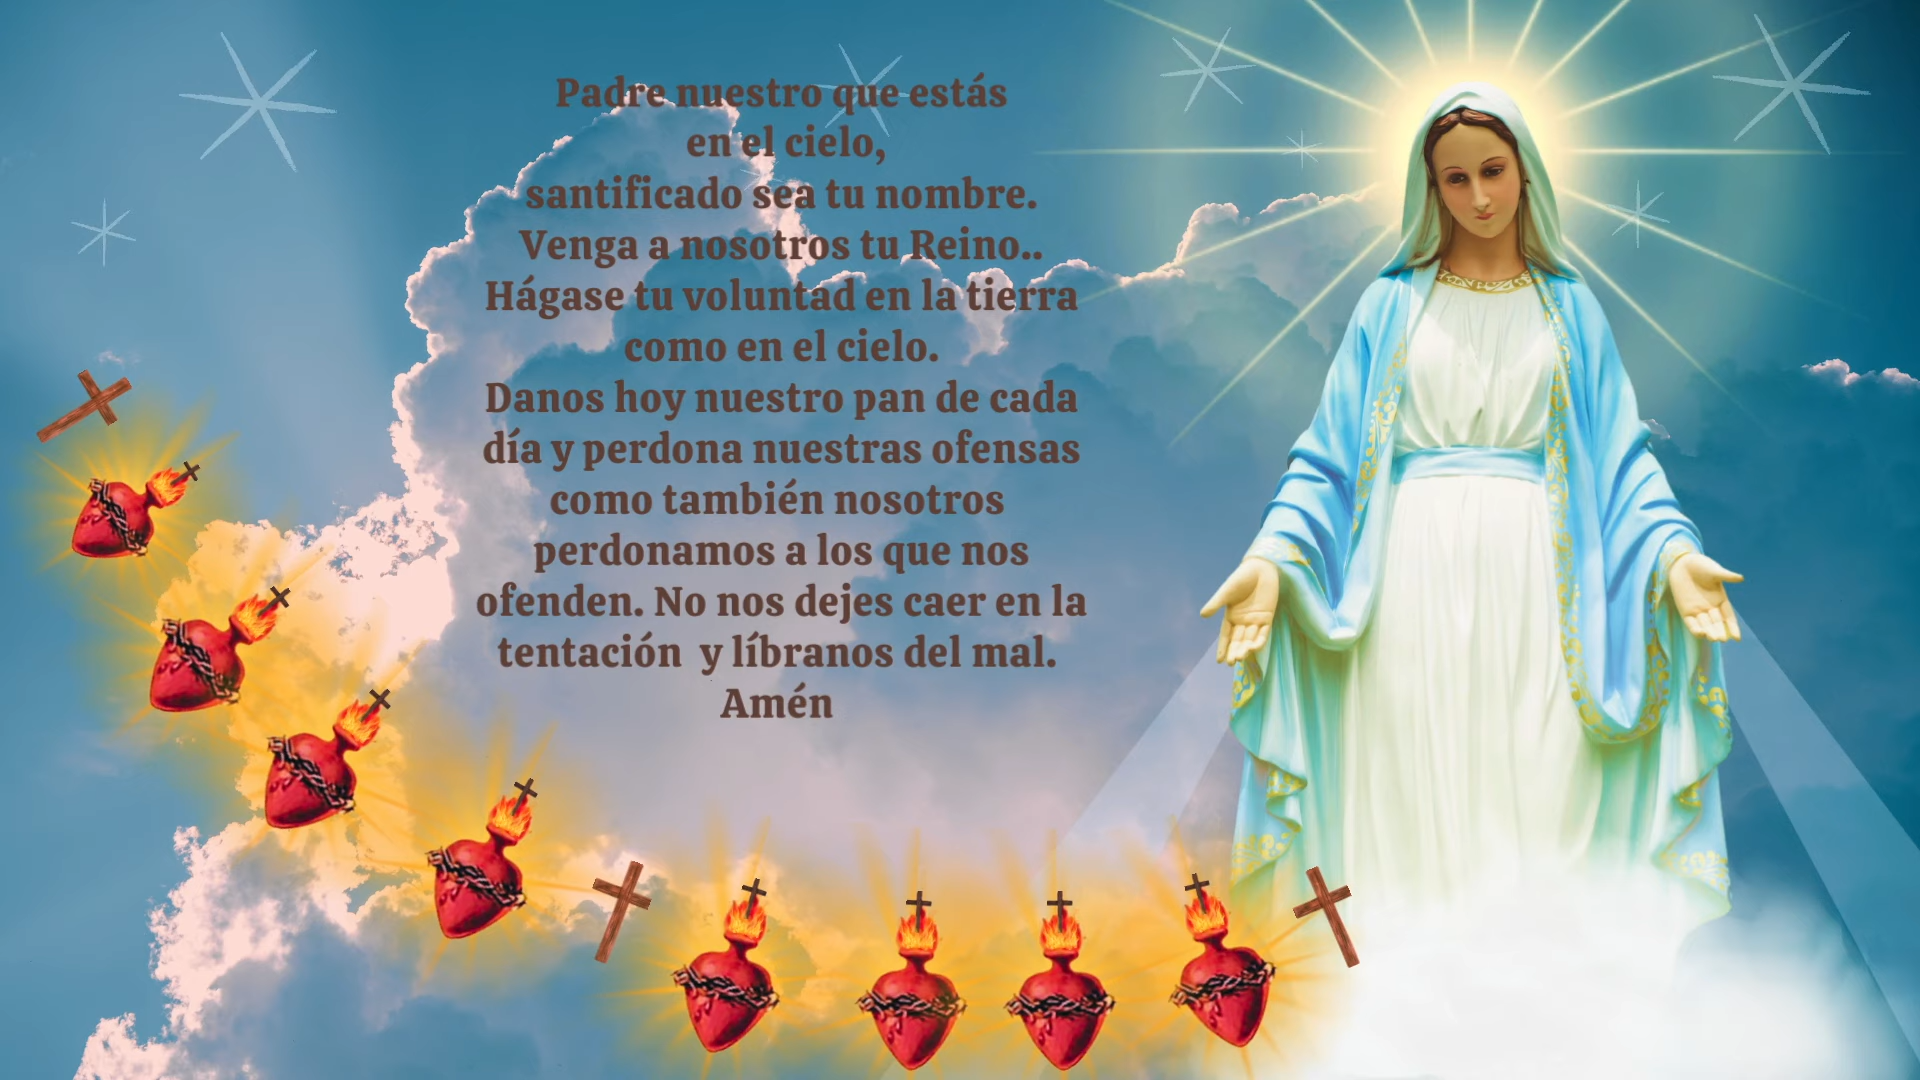 Padre nuestro que estás
en el cielo,
santificado sea tu nombre.
Venga a nosotros tu Reino..
Hágase tu voluntad en la tierra
como en el cielo.
Danos hoy nuestro pan de cada
día y perdona nuestras ofensas
como también nosotros
perdonamos a los que nos
ofenden. No nos dejes caer en la
tentación  y líbranos del mal.
Amén